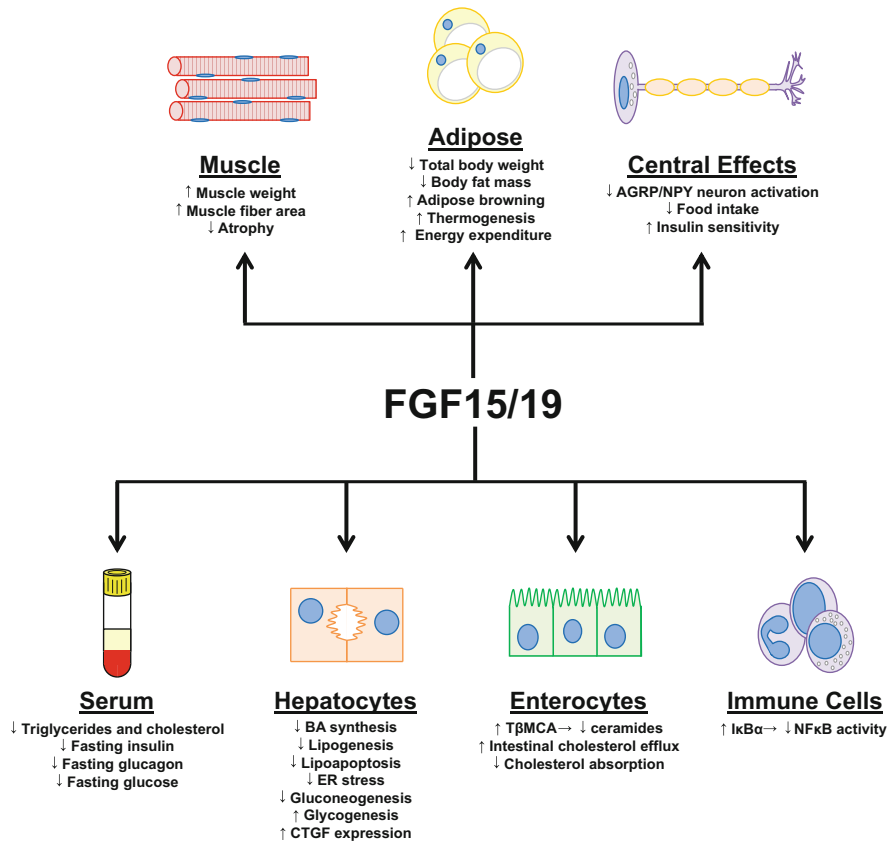 Muscle
↑ Muscle weight
↑ Muscle fiber area
↓ Atrophy
Adipose
↓ Total body weight
↓ Body fat mass
↑ Adipose browning
↑ Thermogenesis
↑ Energy expenditure
Central Effects
↓ AGRP/NPY neuron activation
↓ Food intake
↑ Insulin sensitivity
FGF15/19
Serum
↓ Triglycerides and cholesterol
↓ Fasting insulin
↓ Fasting glucagon
↓ Fasting glucose
Hepatocytes
↓ BA synthesis
↓ Lipogenesis
↓ Lipoapoptosis
↓ ER stress
↓ Gluconeogenesis
↑ Glycogenesis
↑ CTGF expression
Enterocytes
↑ TβMCA→ ↓ ceramides
↑ Intestinal cholesterol efflux
↓ Cholesterol absorption
Immune Cells
↑ IκBα→ ↓NFκB activity